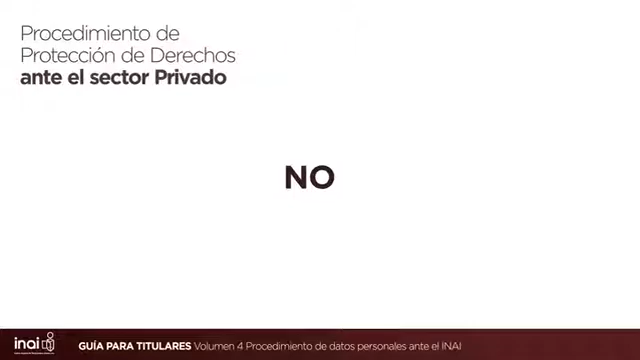 Procedimiento de
Protección de Derechos
ante el sector Privado
NO
inai
GUÍA PARA TITULARES Volumen 4 Procedimiento de datos personales ante el INAI